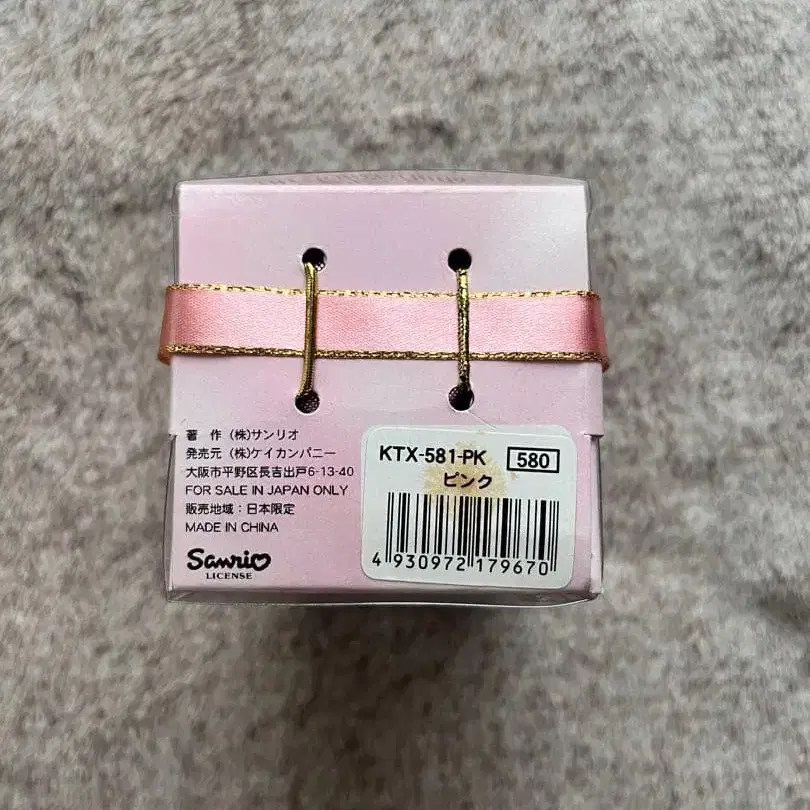 著 作 (株)サンリオ
発売元 (株)ケイカンパニー
大阪市平野区長吉出戸6-13-40
FOR SALE IN JAPAN ONLY
販売地域：日本限定
MADE IN CHINA
Sanrio
LICENSE
KTX-581-PK 580
ピンク
4 930972 179670